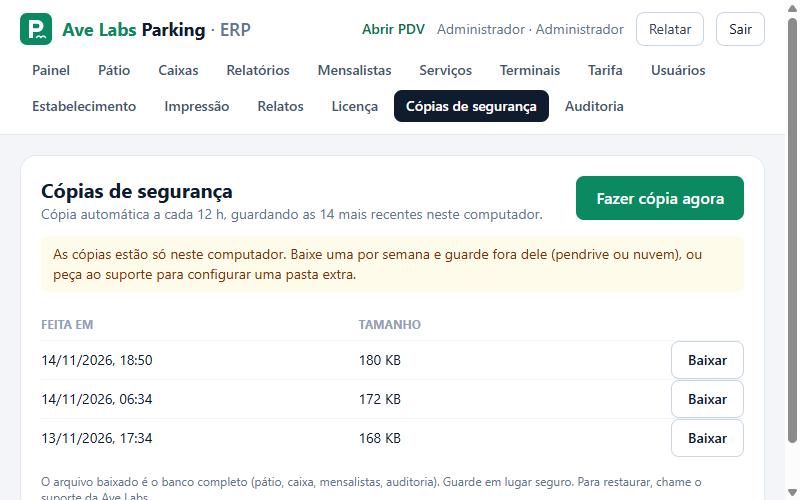 P Ave Labs Parking · ERP Abrir PDV Administrador · Administrador Relatar Sair
Painel Pátio Caixas Relatórios Mensalistas Serviços Terminais Tarifa Usuários
Estabelecimento Impressão Relatos Licença Cópias de segurança Auditoria
Cópias de segurança
Cópia automática a cada 12 h, guardando as 14 mais recentes neste computador.
Fazer cópia agora
As cópias estão só neste computador. Baixe uma por semana e guarde fora dele (pendrive ou nuvem), ou
peça ao suporte para configurar uma pasta extra.
FEITA EM TAMANHO
14/11/2026, 18:50 180 KB Baixar
14/11/2026, 06:34 172 KB Baixar
13/11/2026, 17:34 168 KB Baixar
O arquivo baixado é o banco completo (pátio, caixa, mensalistas, auditoria). Guarde em lugar seguro. Para restaurar, chame o
suporte da Ave Labs.